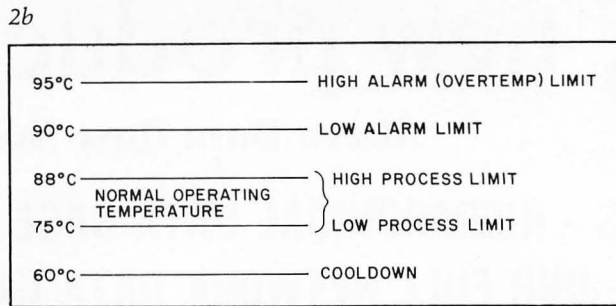 2b
95°C HIGH ALARM (OVERTEMP) LIMIT
90°C LOW ALARM LIMIT
88°C HIGH PROCESS LIMIT
NORMAL OPERATING
TEMPERATURE
75°C LOW PROCESS LIMIT
60°C COOLDOWN